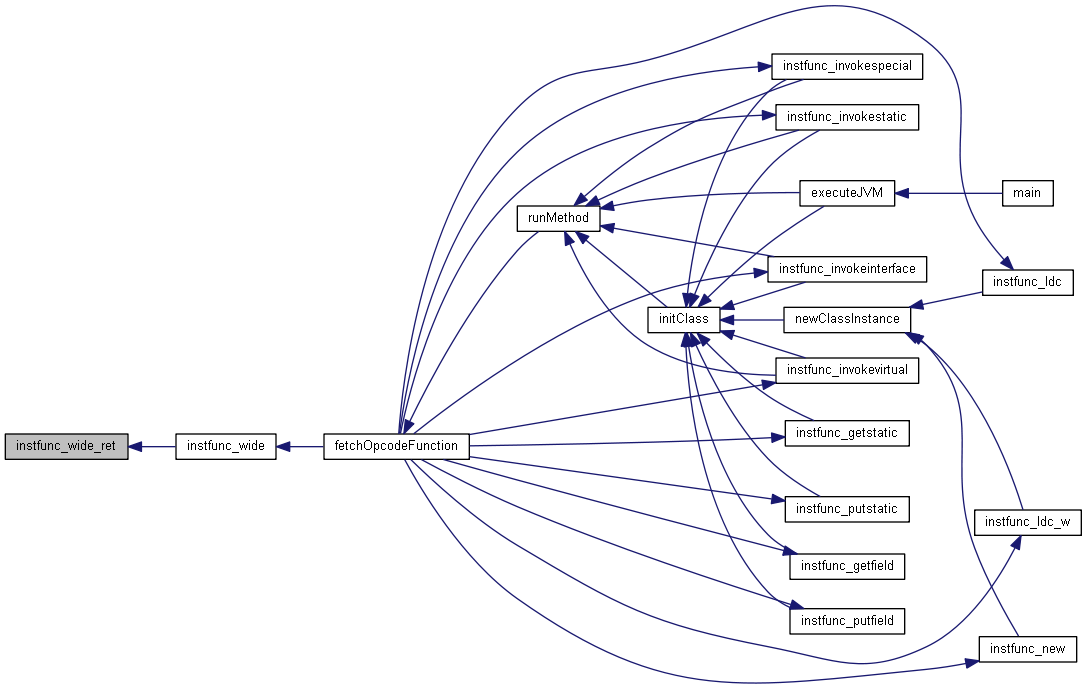 instfunc_invokespecial
instfunc_invokestatic
executeJVM
main
runMethod
instfunc_invokeinterface
instfunc_ldc
initClass
newClassInstance
instfunc_invokevirtual
instfunc_getstatic
instfunc_wide_ret
instfunc_wide
fetchOpcodeFunction
instfunc_putstatic
instfunc_ldc_w
instfunc_getfield
instfunc_putfield
instfunc_new